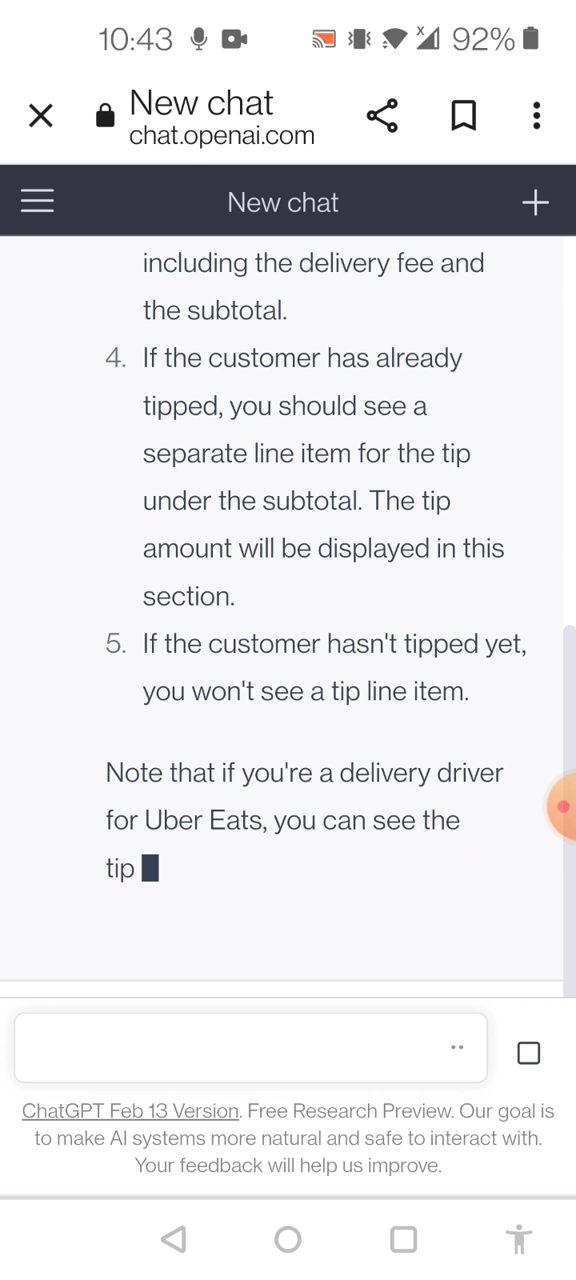 10:43 92%
New chat
chat.openai.com
New chat
including the delivery fee and
the subtotal.
4. If the customer has already
tipped, you should see a
separate line item for the tip
under the subtotal. The tip
amount will be displayed in this
section.
5. If the customer hasn't tipped yet,
you won't see a tip line item.
Note that if you're a delivery driver
for Uber Eats, you can see the
tip
ChatGPT Feb 13 Version. Free Research Preview. Our goal is
to make AI systems more natural and safe to interact with.
Your feedback will help us improve.